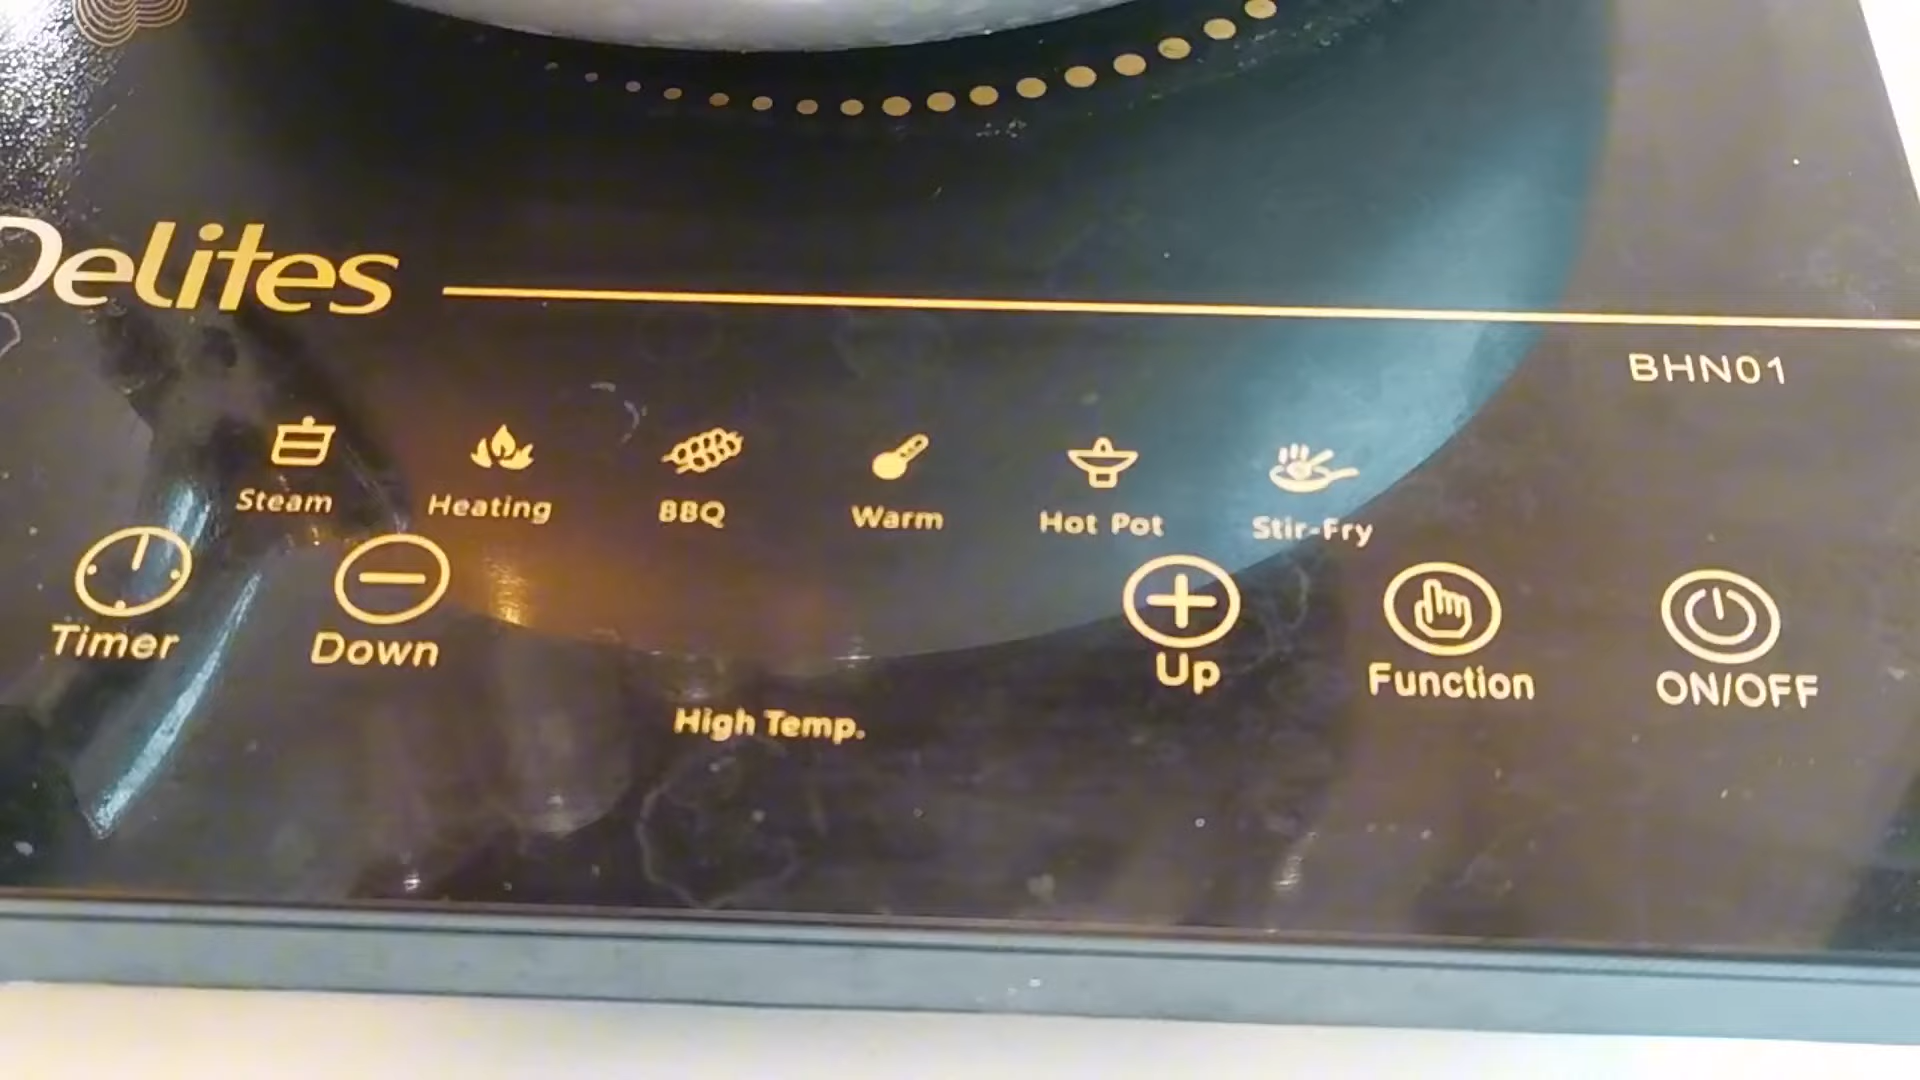 Delites
BHN01
Steam Heating BBQ Warm Hot Pot Stir-Fry
Timer Down Up Function ON/OFF
High Temp.